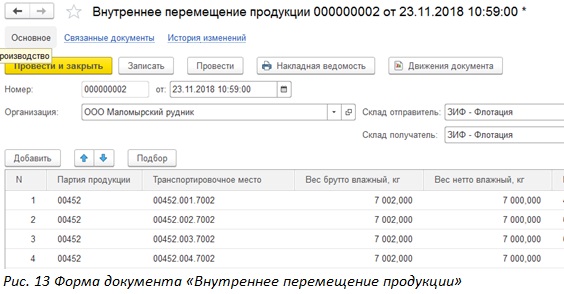 Внутреннее перемещение продукции 000000002 от 23.11.2018 10:59:00 *
Основное Связанные документы История изменений
роизводство
Провести и закрыть Записать Провести Накладная ведомость Движения документа
Номер: 000000002 от: 23.11.2018 10:59:00
Организация: ООО Маломырский рудник Склад отправитель: ЗИФ - Флотация
Склад получатель: ЗИФ - Флотация
Добавить Подбор
N Партия продукции Транспортировочное место Вес брутто влажный, кг Вес нетто влажный, кг
1 00452 00452.001.7002 7 002,000 7 000,000
2 00452 00452.002.7002 7 002,000 7 000,000
3 00452 00452.003.7002 7 002,000 7 000,000
4 00452 00452.004.7002 7 002,000 7 000,000
Рис. 13 Форма документа «Внутреннее перемещение продукции»